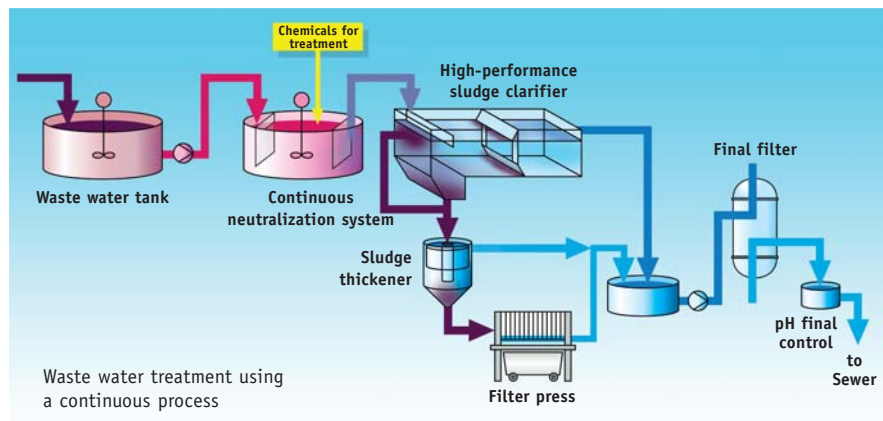 Chemicals for
treatment
High-performance
sludge clarifier
Final filter
Waste water tank
Continuous
neutralization system
Sludge
thickener
pH final
control
to
Sewer
Filter press
Waste water treatment using
a continuous process